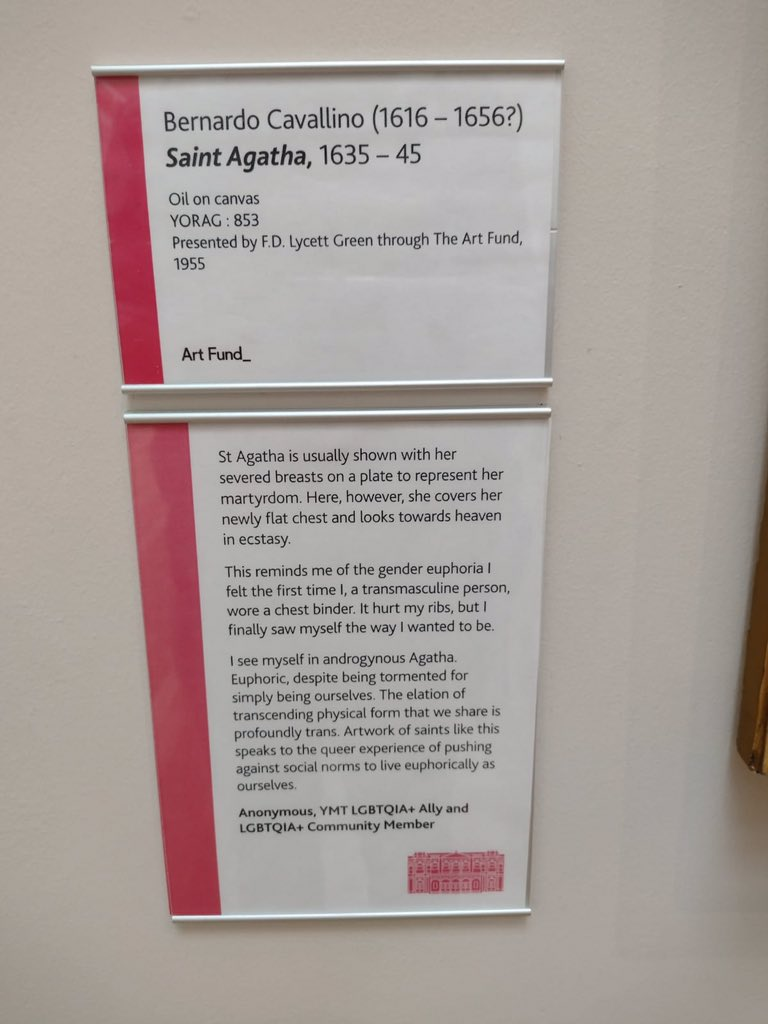 Bernardo Cavallino (1616 – 1656?)
Saint Agatha, 1635 – 45
Oil on canvas
YORAG : 853
Presented by F.D. Lycett Green through The Art Fund,
1955
Art Fund_
St Agatha is usually shown with her
severed breasts on a plate to represent her
martyrdom. Here, however, she covers her
newly flat chest and looks towards heaven
in ecstasy.
This reminds me of the gender euphoria I
felt the first time I, a transmasculine person,
wore a chest binder. It hurt my ribs, but I
finally saw myself the way I wanted to be.
I see myself in androgynous Agatha.
Euphoric, despite being tormented for
simply being ourselves. The elation of
transcending physical form that we share is
profoundly trans. Artwork of saints like this
speaks to the queer experience of pushing
against social norms to live euphorically as
ourselves.
Anonymous, YMT LGBTQIA+ Ally and
LGBTQIA+ Community Member